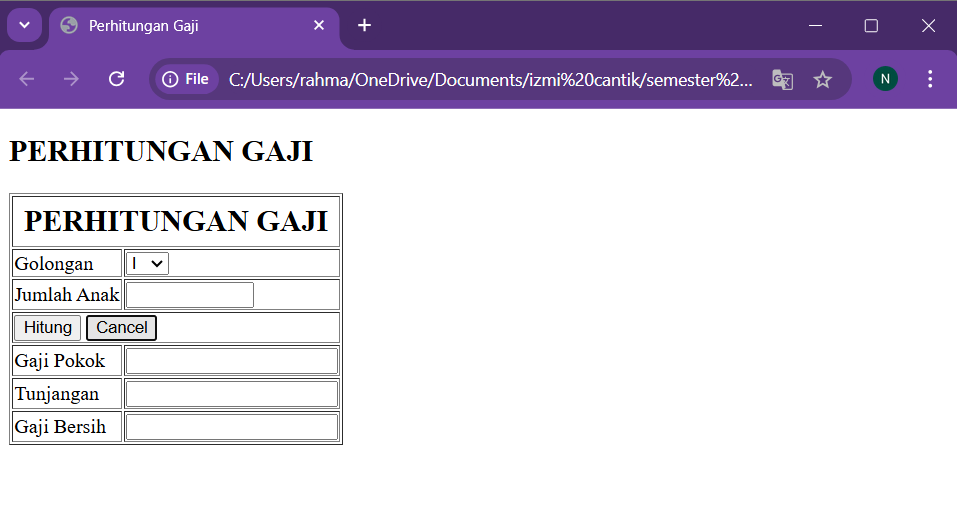 Perhitungan Gaji
File C:/Users/rahma/OneDrive/Documents/izmi%20cantik/semester%2... N
PERHITUNGAN GAJI
PERHITUNGAN GAJI
Golongan I
Jumlah Anak
Hitung Cancel
Gaji Pokok
Tunjangan
Gaji Bersih